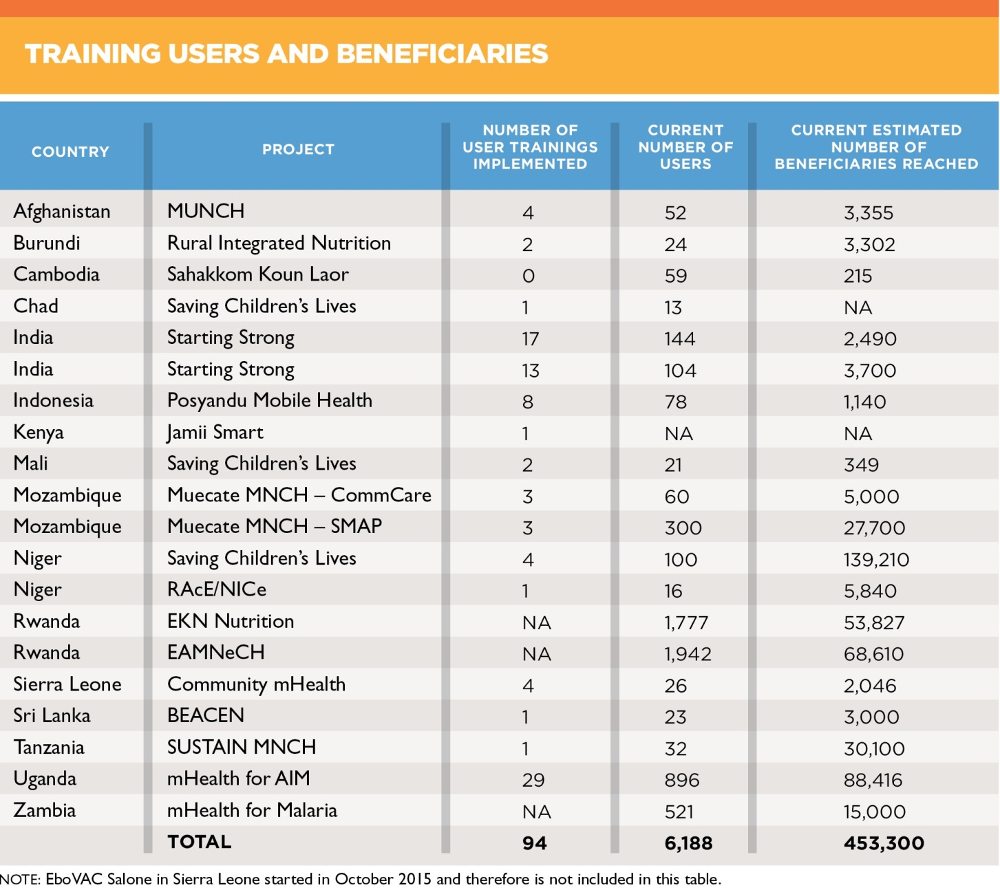 TRAINING USERS AND BENEFICIARIES
COUNTRY PROJECT NUMBER OF USER TRAININGS IMPLEMENTED CURRENT NUMBER OF USERS CURRENT ESTIMATED NUMBER OF BENEFICIARIES REACHED
Afghanistan MUNCH 4 52 3,355
Burundi Rural Integrated Nutrition 2 24 3,302
Cambodia Sahakkom Koun Laor 0 59 215
Chad Saving Children’s Lives 1 13 NA
India Starting Strong 17 144 2,490
India Starting Strong 13 104 3,700
Indonesia Posyandu Mobile Health 8 78 1,140
Kenya Jamii Smart 1 NA NA
Mali Saving Children’s Lives 2 21 349
Mozambique Muecate MNCH – CommCare 3 60 5,000
Mozambique Muecate MNCH – SMAP 3 300 27,700
Niger Saving Children’s Lives 4 100 139,210
Niger RAcE/NICe 1 16 5,840
Rwanda EKN Nutrition NA 1,777 53,827
Rwanda EAMNeCH NA 1,942 68,610
Sierra Leone Community mHealth 4 26 2,046
Sri Lanka BEACEN 1 23 3,000
Tanzania SUSTAIN MNCH 1 32 30,100
Uganda mHealth for AIM 29 896 88,416
Zambia mHealth for Malaria NA 521 15,000
TOTAL 94 6,188 453,300
NOTE: EboVAC Salone in Sierra Leone started in October 2015 and therefore is not included in this table.